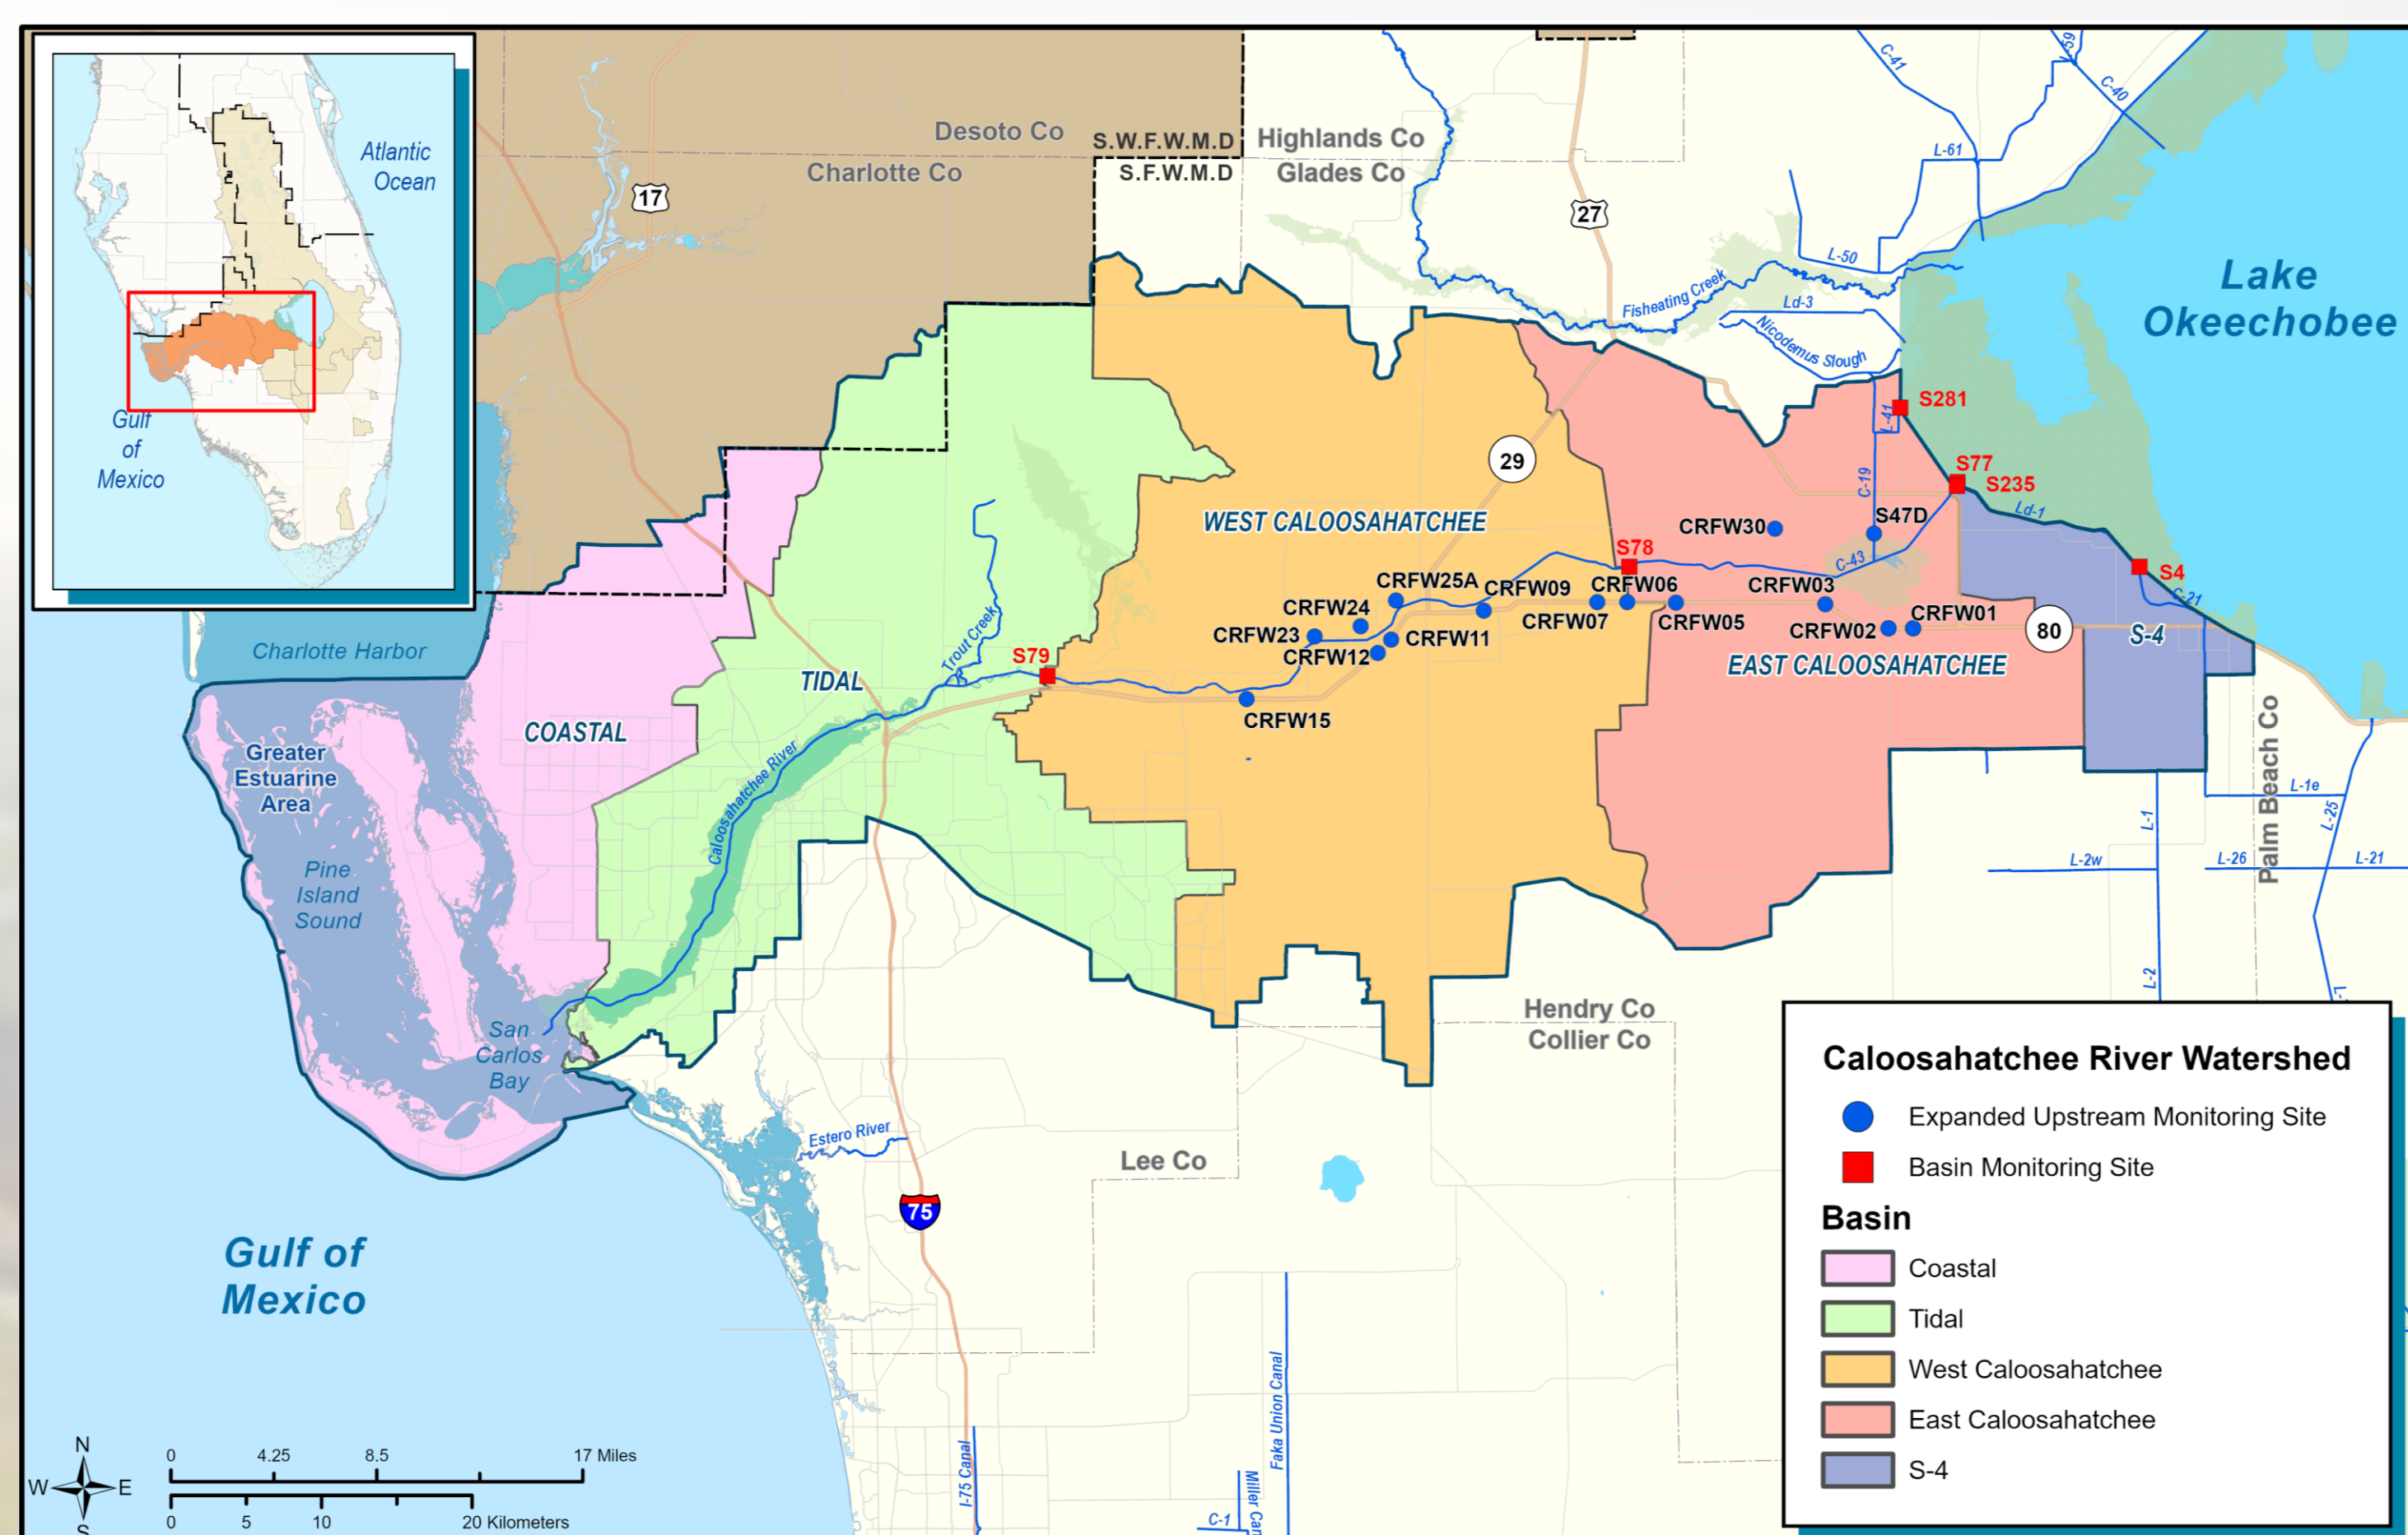 Atlantic
Ocean
Gulf
of
Mexico
Desoto Co
Charlotte Co
S.W.F.W.M.D
S.F.W.M.D
Highlands Co
Glades Co
17
27
C-41
L-59
C-40
L-61
L-50
Fisheating Creek
Ld-3
Nicodemus Slough
Lake
Okeechobee
S281
L-41
S77
S235
C-19
Ld-1
29
WEST CALOOSAHATCHEE
CRFW30
S47D
S78
C-43
S4
C-21
CRFW25A
CRFW09
CRFW06
CRFW03
CRFW24
CRFW01
CRFW23
CRFW11
CRFW07
CRFW05
CRFW02
80
S-4
CRFW12
EAST CALOOSAHATCHEE
Trout Creek
S79
CRFW15
Charlotte Harbor
TIDAL
COASTAL
Greater
Estuarine
Area
Caloosahatchee River
Pine
Island
Sound
Palm Beach Co
L-1e
L-1
L-25
L-2w
L-26
L-21
L-2
San
Carlos
Bay
Hendry Co
Collier Co
Estero River
Lee Co
75
Gulf of
Mexico
Faka Union Canal
I-75 Canal
C-1
N
W
E
S
0
4.25
8.5
17 Miles
0
5
10
20 Kilometers
Caloosahatchee River Watershed
Expanded Upstream Monitoring Site
Basin Monitoring Site
Basin
Coastal
Tidal
West Caloosahatchee
East Caloosahatchee
S-4